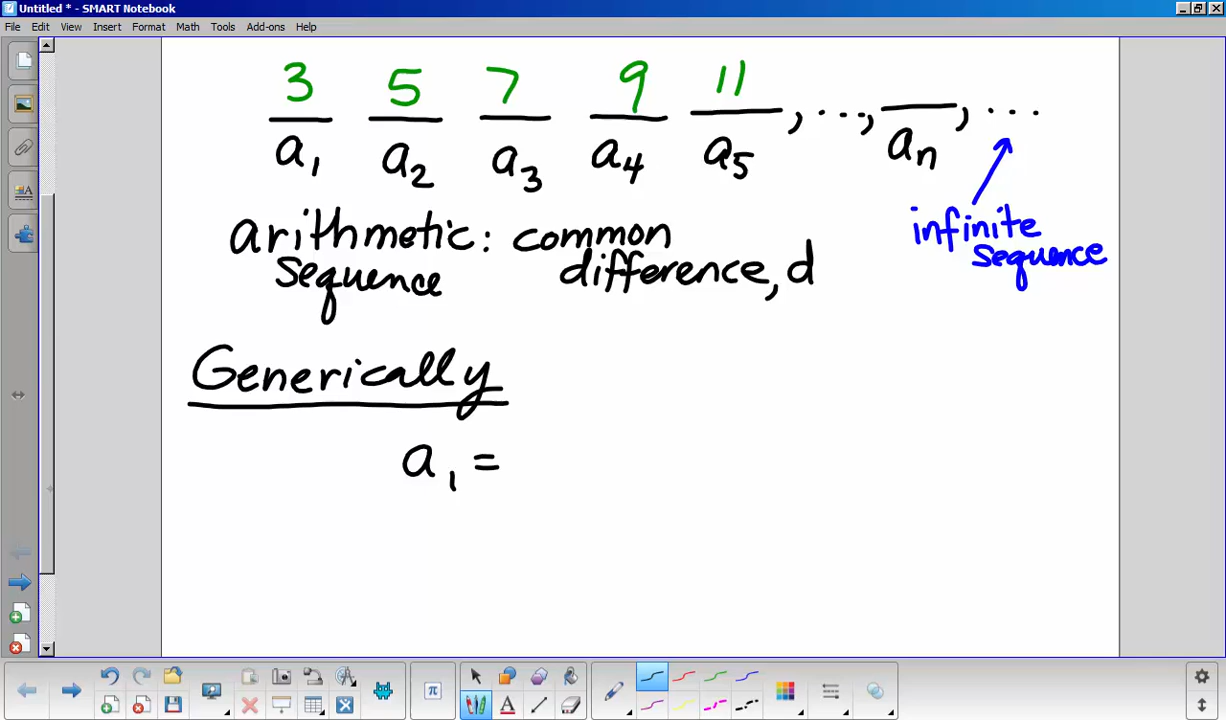 Untitled * - SMART Notebook
File Edit View Insert Format Math Tools Add-ons Help
3 5 7 9 11
a₁ a₂ a₃ a₄ a₅ , ..., aₙ , ...
arithmetic: common
sequence difference, d
infinite
sequence
Generically
a₁ =